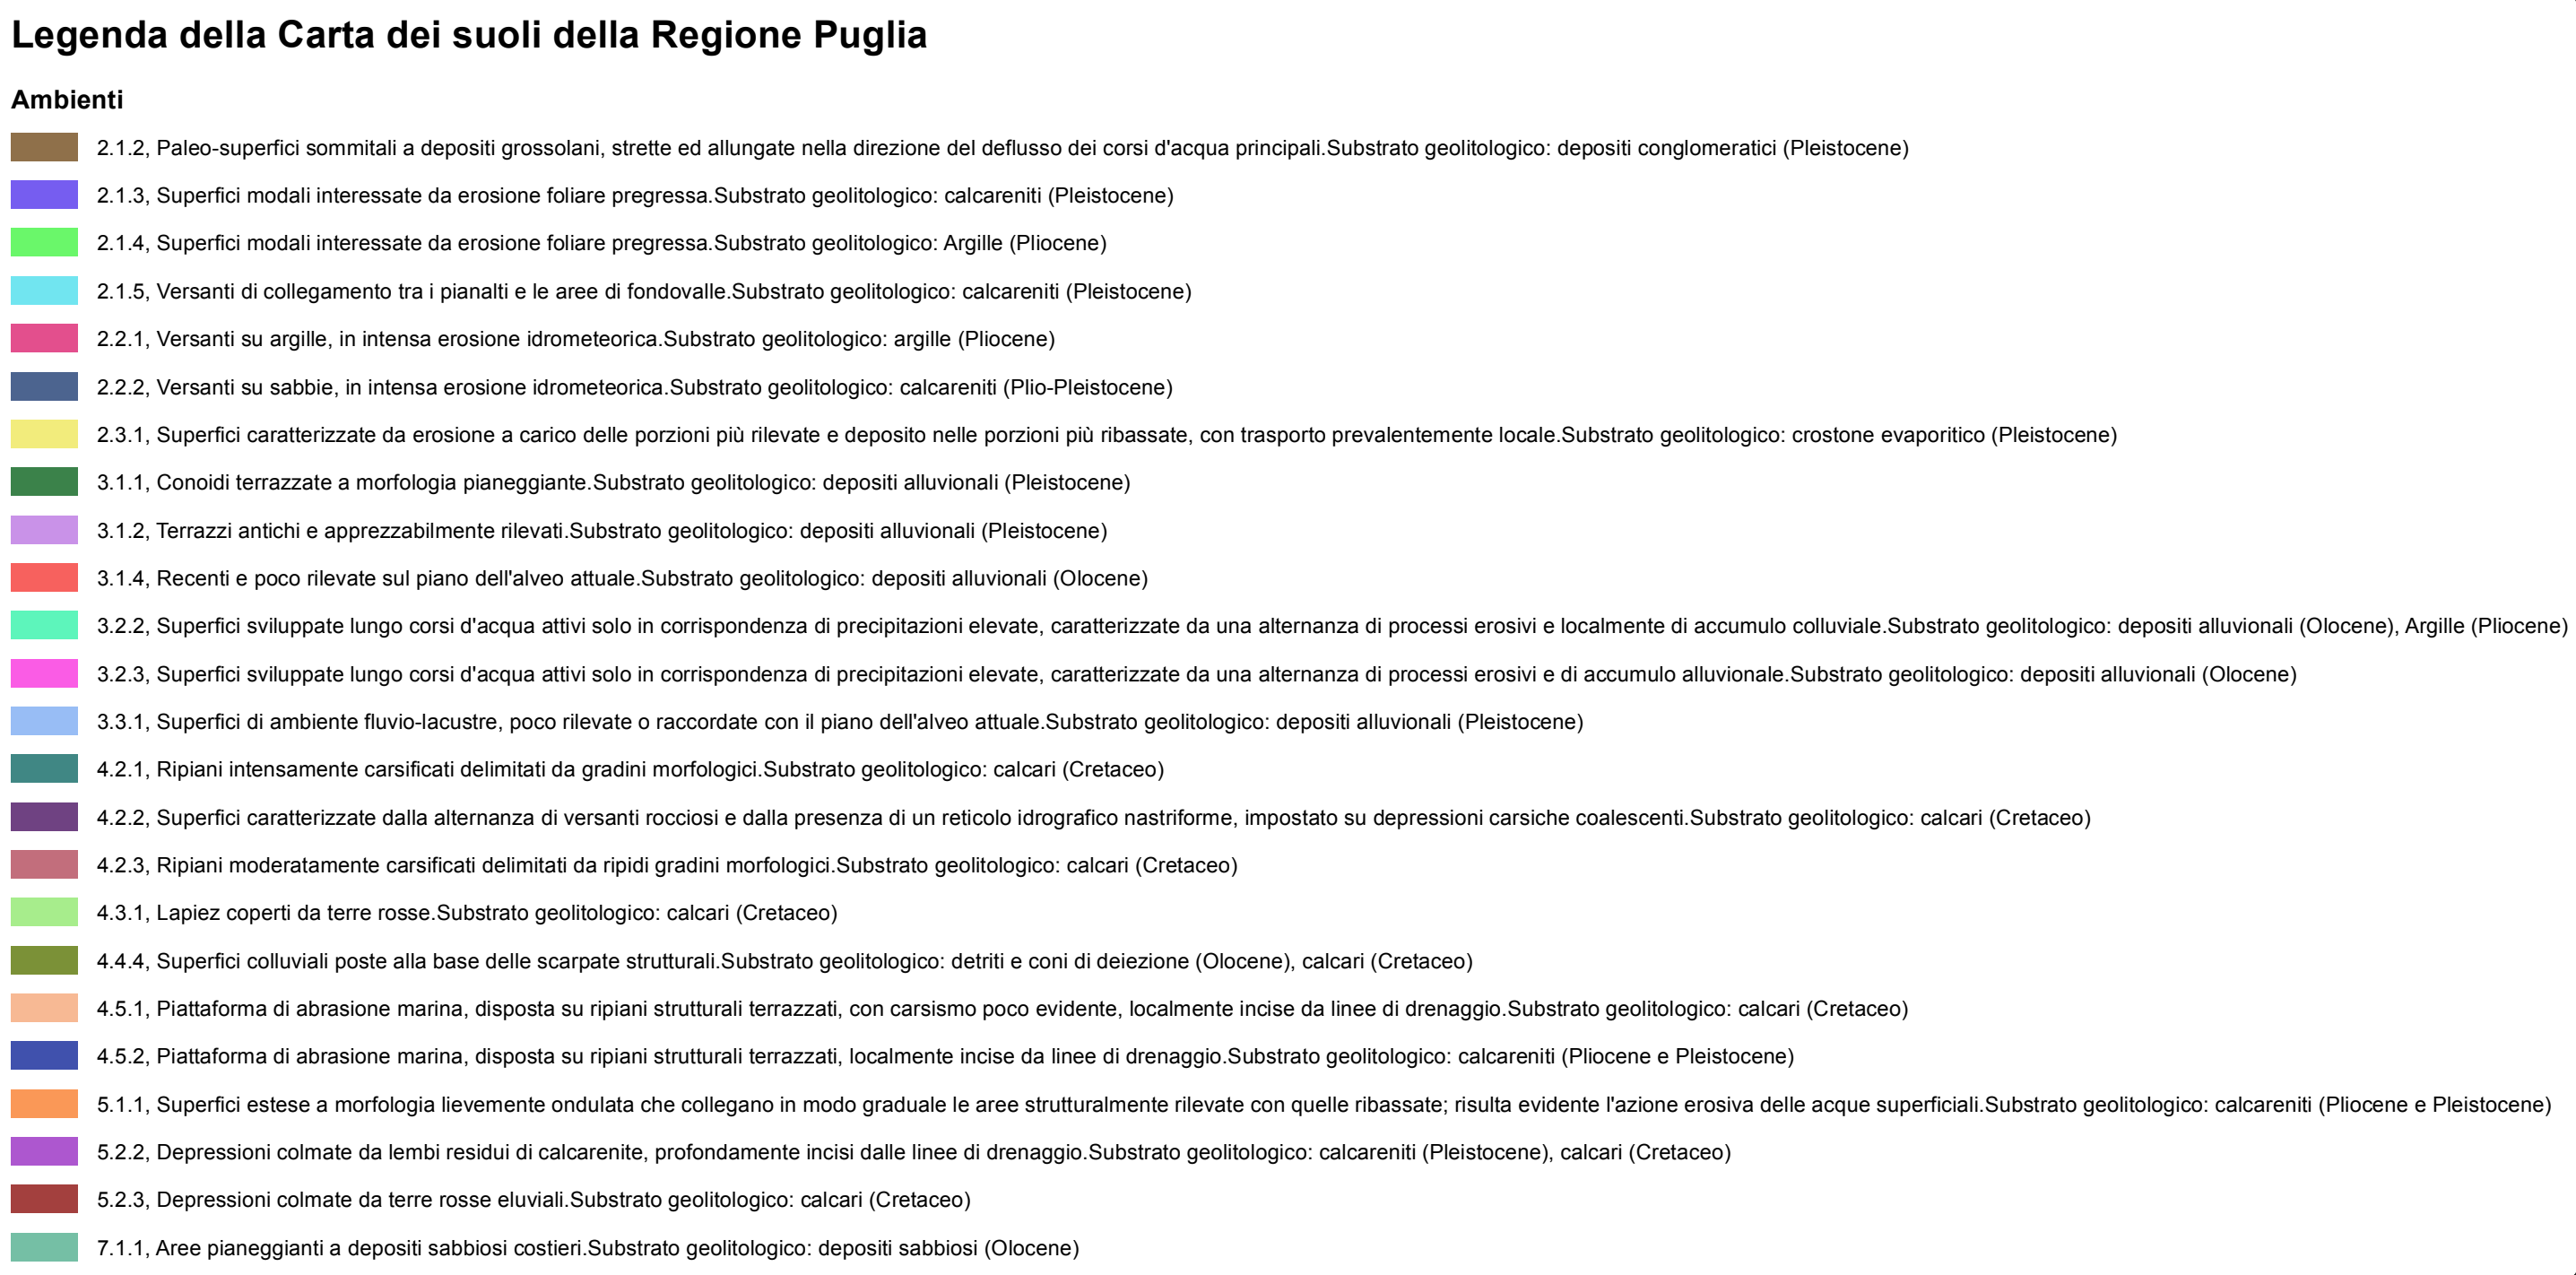 Legenda della Carta dei suoli della Regione Puglia
Ambienti
2.1.2, Paleo-superfici sommitali a depositi grossolani, strette ed allungate nella direzione del deflusso dei corsi d'acqua principali.Substrato geolitologico: depositi conglomeratici (Pleistocene)
2.1.3, Superfici modali interessate da erosione foliare pregressa.Substrato geolitologico: calcareniti (Pleistocene)
2.1.4, Superfici modali interessate da erosione foliare pregressa.Substrato geolitologico: Argille (Pliocene)
2.1.5, Versanti di collegamento tra i pianalti e le aree di fondovalle.Substrato geolitologico: calcareniti (Pleistocene)
2.2.1, Versanti su argille, in intensa erosione idrometeorica.Substrato geolitologico: argille (Pliocene)
2.2.2, Versanti su sabbie, in intensa erosione idrometeorica.Substrato geolitologico: calcareniti (Plio-Pleistocene)
2.3.1, Superfici caratterizzate da erosione a carico delle porzioni più rilevate e deposito nelle porzioni più ribassate, con trasporto prevalentemente locale.Substrato geolitologico: crostone evaporitico (Pleistocene)
3.1.1, Conoidi terrazzate a morfologia pianeggiante.Substrato geolitologico: depositi alluvionali (Pleistocene)
3.1.2, Terrazzi antichi e apprezzabilmente rilevati.Substrato geolitologico: depositi alluvionali (Pleistocene)
3.1.4, Recenti e poco rilevate sul piano dell'alveo attuale.Substrato geolitologico: depositi alluvionali (Olocene)
3.2.2, Superfici sviluppate lungo corsi d'acqua attivi solo in corrispondenza di precipitazioni elevate, caratterizzate da una alternanza di processi erosivi e localmente di accumulo colluviale.Substrato geolitologico: depositi alluvionali (Olocene), Argille (Pliocene)
3.2.3, Superfici sviluppate lungo corsi d'acqua attivi solo in corrispondenza di precipitazioni elevate, caratterizzate da una alternanza di processi erosivi e di accumulo alluvionale.Substrato geolitologico: depositi alluvionali (Olocene)
3.3.1, Superfici di ambiente fluvio-lacustre, poco rilevate o raccordate con il piano dell'alveo attuale.Substrato geolitologico: depositi alluvionali (Pleistocene)
4.2.1, Ripiani intensamente carsificati delimitati da gradini morfologici.Substrato geolitologico: calcari (Cretaceo)
4.2.2, Superfici caratterizzate dalla alternanza di versanti rocciosi e dalla presenza di un reticolo idrografico nastriforme, impostato su depressioni carsiche coalescenti.Substrato geolitologico: calcari (Cretaceo)
4.2.3, Ripiani moderatamente carsificati delimitati da ripidi gradini morfologici.Substrato geolitologico: calcari (Cretaceo)
4.3.1, Lapiez coperti da terre rosse.Substrato geolitologico: calcari (Cretaceo)
4.4.4, Superfici colluviali poste alla base delle scarpate strutturali.Substrato geolitologico: detriti e coni di deiezione (Olocene), calcari (Cretaceo)
4.5.1, Piattaforma di abrasione marina, disposta su ripiani strutturali terrazzati, con carsismo poco evidente, localmente incise da linee di drenaggio.Substrato geolitologico: calcari (Cretaceo)
4.5.2, Piattaforma di abrasione marina, disposta su ripiani strutturali terrazzati, localmente incise da linee di drenaggio.Substrato geolitologico: calcareniti (Pliocene e Pleistocene)
5.1.1, Superfici estese a morfologia lievemente ondulata che collegano in modo graduale le aree strutturalmente rilevate con quelle ribassate; risulta evidente l'azione erosiva delle acque superficiali.Substrato geolitologico: calcareniti (Pliocene e Pleistocene)
5.2.2, Depressioni colmate da lembi residui di calcarenite, profondamente incisi dalle linee di drenaggio.Substrato geolitologico: calcareniti (Pleistocene), calcari (Cretaceo)
5.2.3, Depressioni colmate da terre rosse eluviali.Substrato geolitologico: calcari (Cretaceo)
7.1.1, Aree pianeggianti a depositi sabbiosi costieri.Substrato geolitologico: depositi sabbiosi (Olocene)